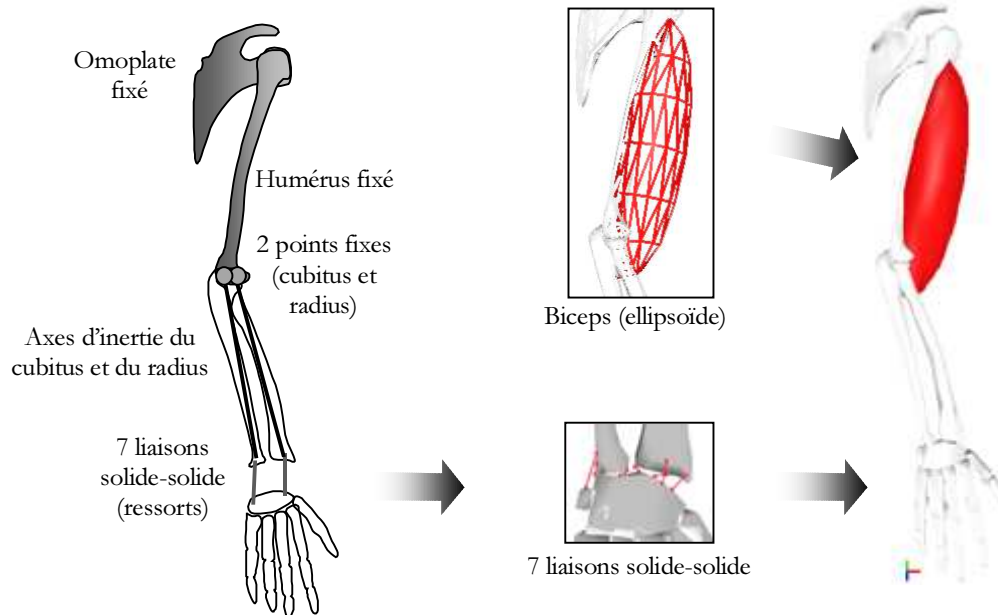 Omoplate
fixé
Humérus fixé
2 points fixes
(cubitus et
radius)
Axes d'inertie du
cubitus et du radius
7 liaisons
solide-solide
(ressorts)
Biceps (ellipsoïde)
7 liaisons solide-solide